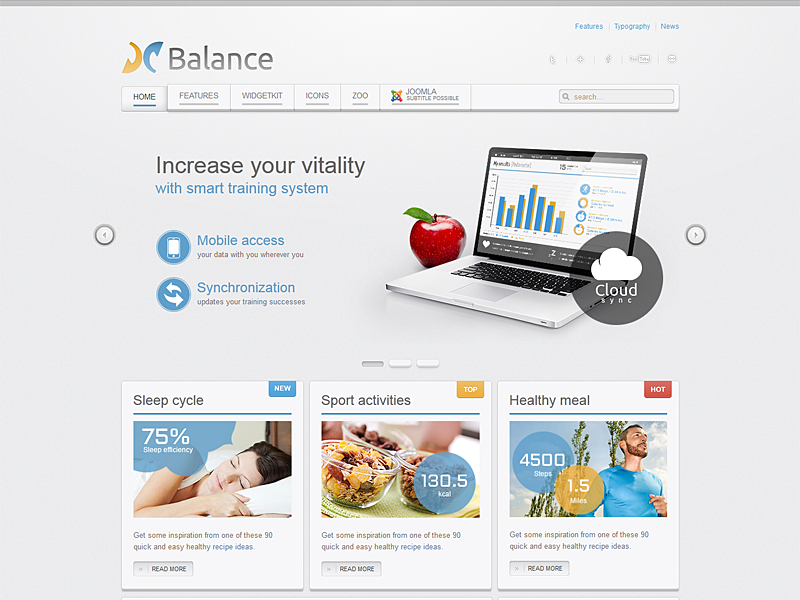 Features
Typography
News
Balance
HOME
FEATURES
WIDGETKIT
ICONS
ZOO
JOOMLA
SUBTITLE POSSIBLE
search...
Increase your vitality
with smart training system
Mobile access
your data with you wherever you
Synchronization
updates your training successes
My results
15
Cloud
sync
NEW
Sleep cycle
75%
Sleep efficiency
Get some inspiration from one of these 90
quick and easy healthy recipe ideas.
READ MORE
TOP
Sport activities
130.5
kcal
Get some inspiration from one of these 90
quick and easy healthy recipe ideas.
READ MORE
HOT
Healthy meal
4500
Steps
1.5
Miles
Get some inspiration from one of these 90
quick and easy healthy recipe ideas.
READ MORE